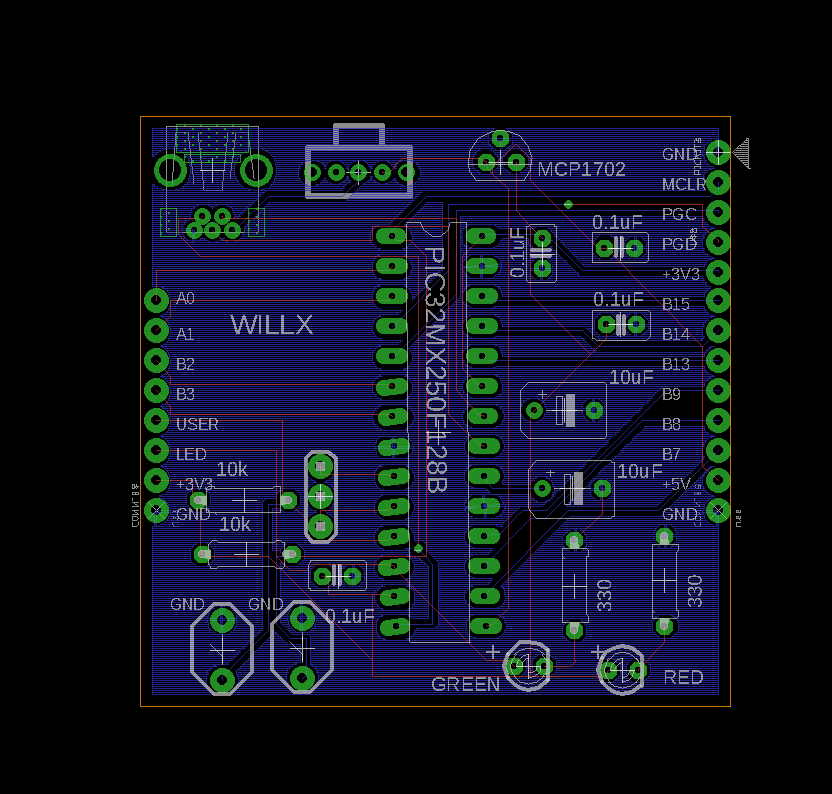 GND
MCP1702
MCLR
PGC
0.1uF
PGD
0.1uF
+3V3
A0
B15
0.1uF
WILLX
PIC32MX250F128B
A1
B14
B2
B13
10uF
B3
B9
USER
B8
LED
B7
10k
10uF
+3V3
+5V
GND
GND
10k
330
330
GND
GND
0.1uF
GREEN
RED